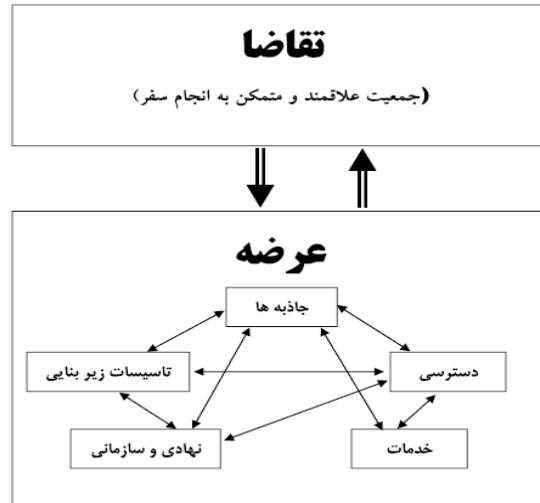 تقاضا
(جمعیت علاقمند و متمکن به انجام سفر)
عرضه
جاذبه ها
دسترسی
تاسیسات زیر بنایی
خدمات
نهادی و سازمانی